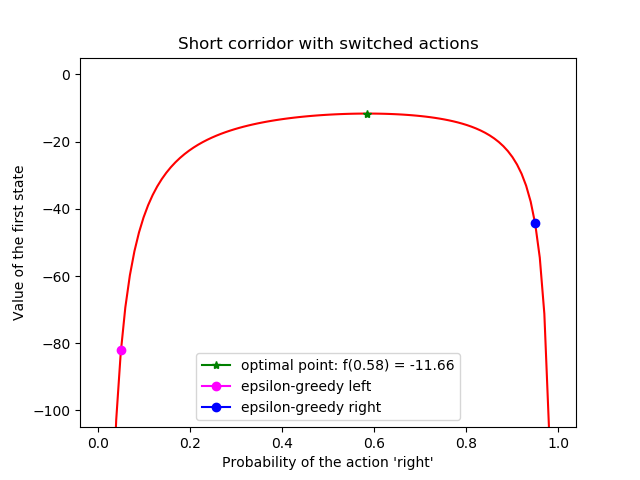 Short corridor with switched actions
Value of the first state
0
−20
−40
−60
−80
−100
optimal point: f(0.58) = -11.66
epsilon-greedy left
epsilon-greedy right
0.0 0.2 0.4 0.6 0.8 1.0
Probability of the action 'right'